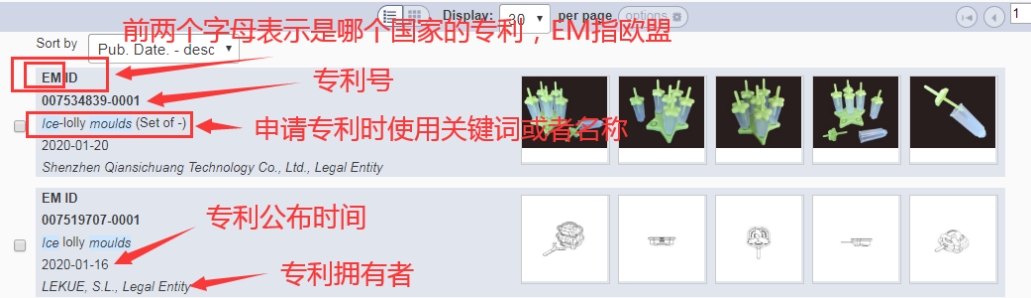 Display: 30 per page options
1
前两个字母表示是哪个国家的专利，EM指欧盟
Sort by Pub. Date. - desc
EM ID
专利号
007534839-0001
Ice-lolly moulds (Set of -)
申请专利时使用关键词或者名称
2020-01-20
Shenzhen Qiansichuang Technology Co., Ltd., Legal Entity
EM ID
007519707-0001
专利公布时间
Ice lolly moulds
2020-01-16
专利拥有者
LEKUE, S.L., Legal Entity